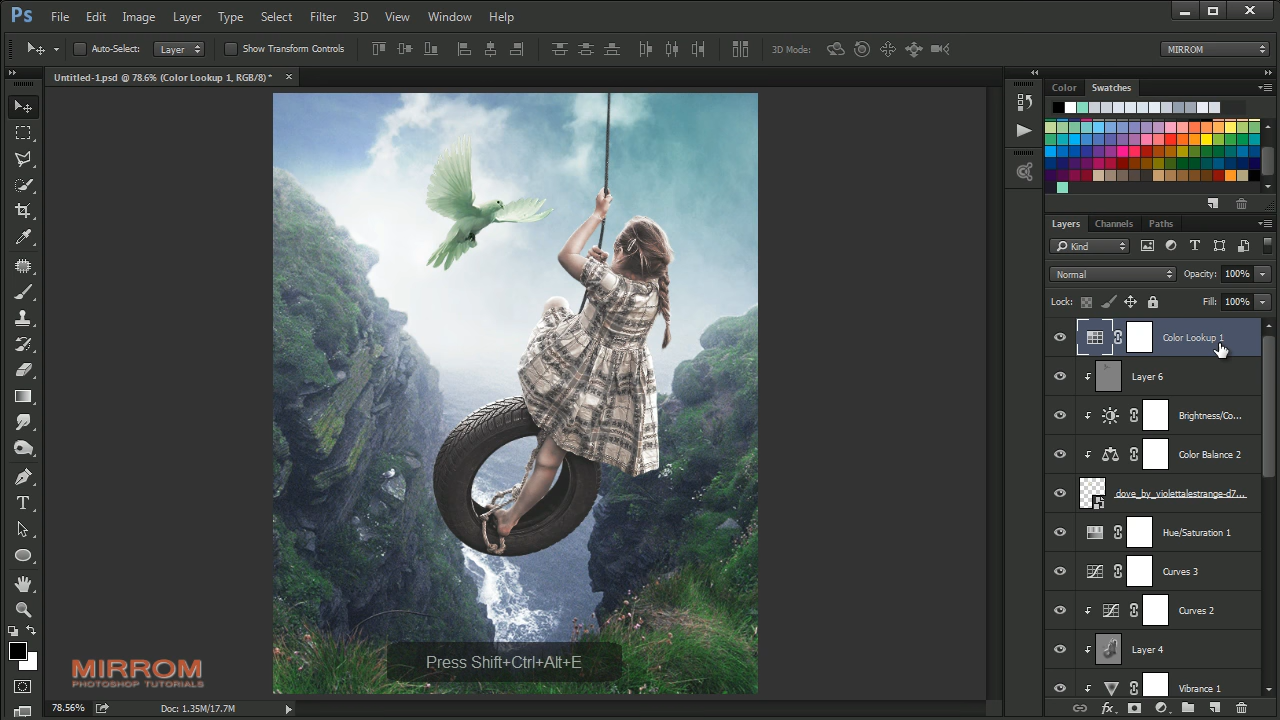 Ps File Edit Image Layer Type Select Filter 3D View Window Help
Auto-Select: Layer Show Transform Controls 3D Mode: MIRROM
Untitled-1.psd @ 78.6% (Color Lookup 1, RGB/8) * ×
Color Swatches
Layers Channels Paths
Kind
Normal Opacity: 100%
Lock: Fill: 100%
Color Lookup 1
Layer 6
Brightness/Co...
Color Balance 2
dove_by_violettalestrange-d7...
Hue/Saturation 1
Curves 3
Curves 2
Layer 4
Vibrance 1
Press Shift+Ctrl+Alt+E
MIRROM
PHOTOSHOP TUTORIALS
78.56% Doc: 1.35M/17.7M